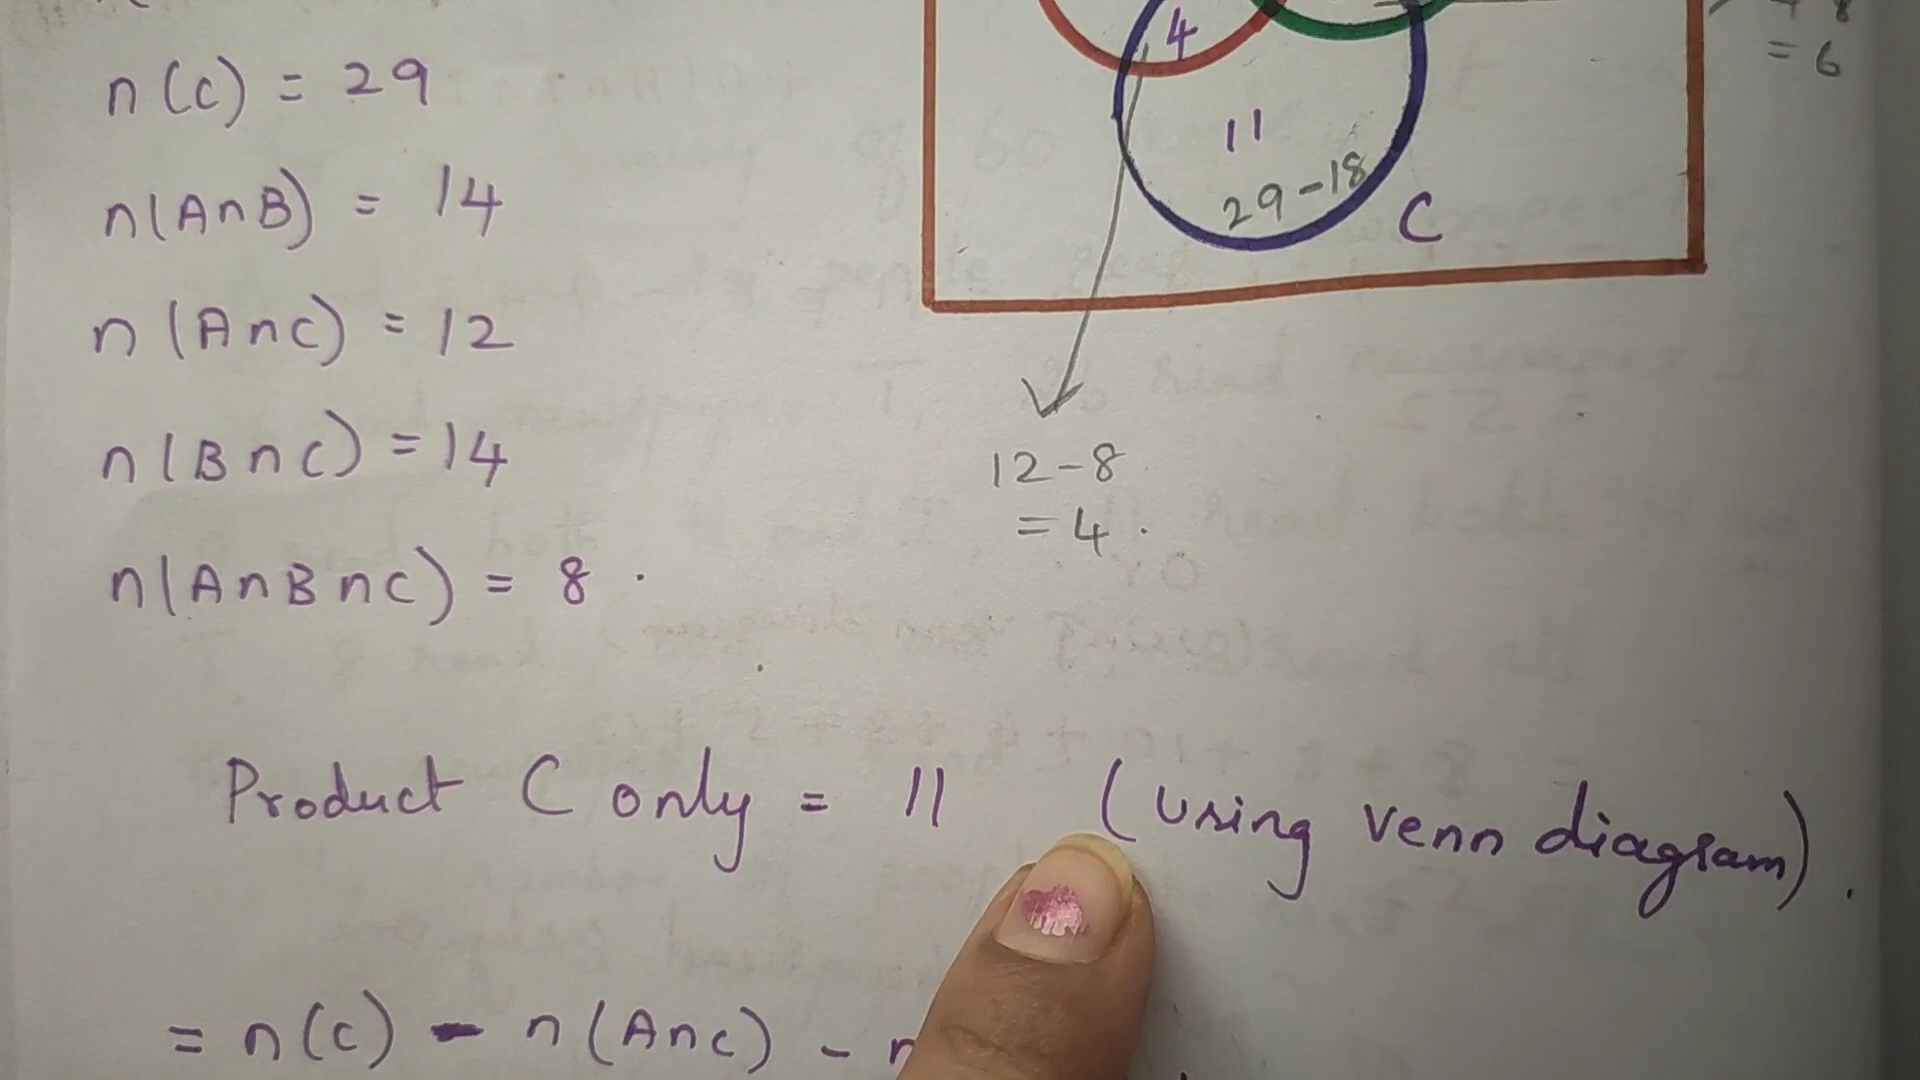 = 6
4
n(C) = 29
11
29-18
C
n(A∩B) = 14
n(A∩C) = 12
12-8
= 4.
n(B∩C) = 14
n(A∩B∩C) = 8.
Product C only = 11 (using venn diagram).
= n(C) - n(A∩C) -